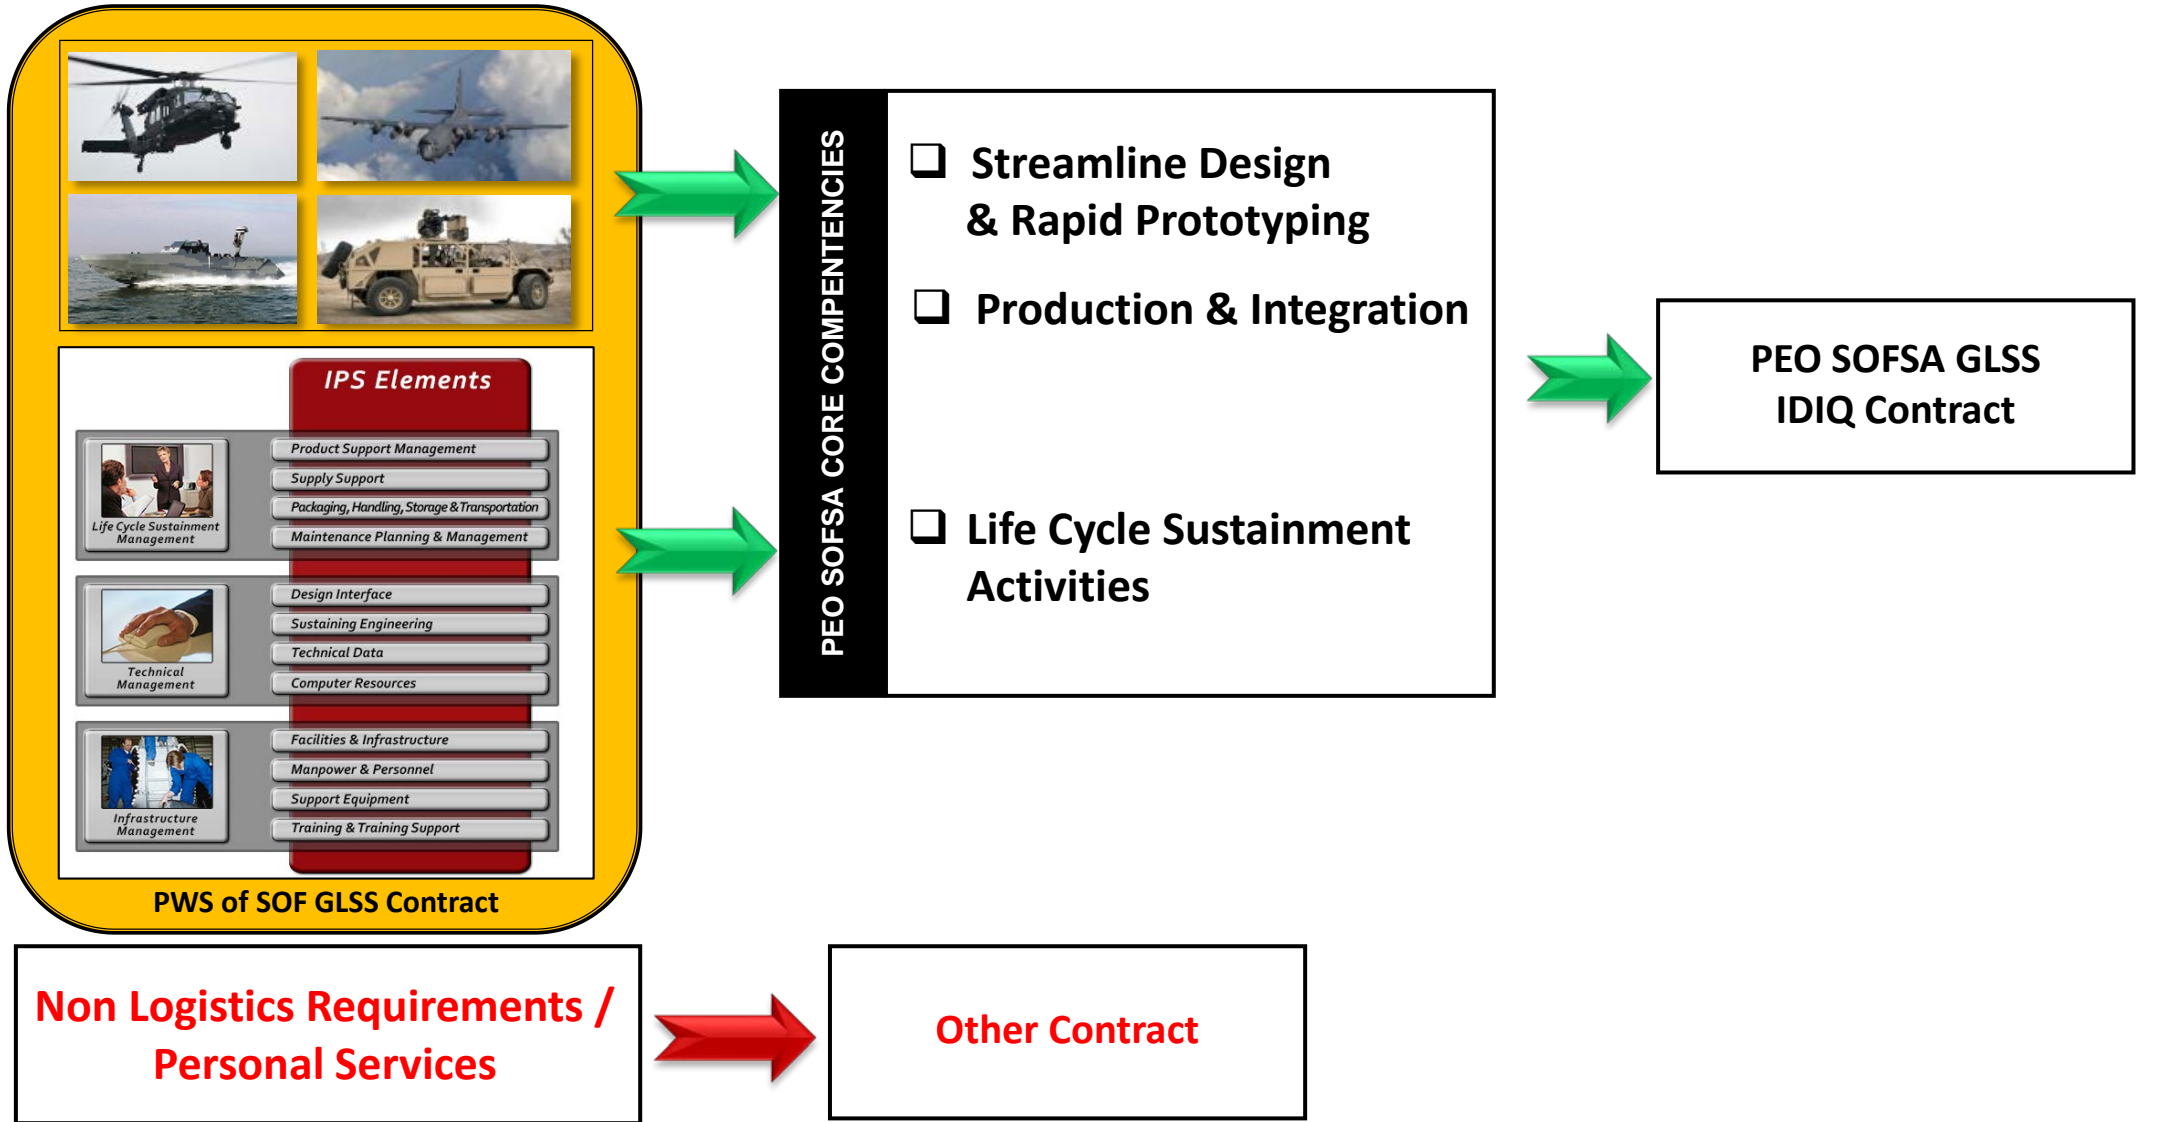 IPS Elements
Life Cycle Sustainment
Management
Product Support Management
Supply Support
Packaging, Handling, Storage & Transportation
Maintenance Planning & Management
Technical
Management
Design Interface
Sustaining Engineering
Technical Data
Computer Resources
Infrastructure
Management
Facilities & Infrastructure
Manpower & Personnel
Support Equipment
Training & Training Support
PWS of SOF GLSS Contract
PEO SOFSA CORE COMPENTENCIES
Streamline Design
& Rapid Prototyping
Production & Integration
Life Cycle Sustainment
Activities
PEO SOFSA GLSS
IDIQ Contract
Non Logistics Requirements /
Personal Services
Other Contract